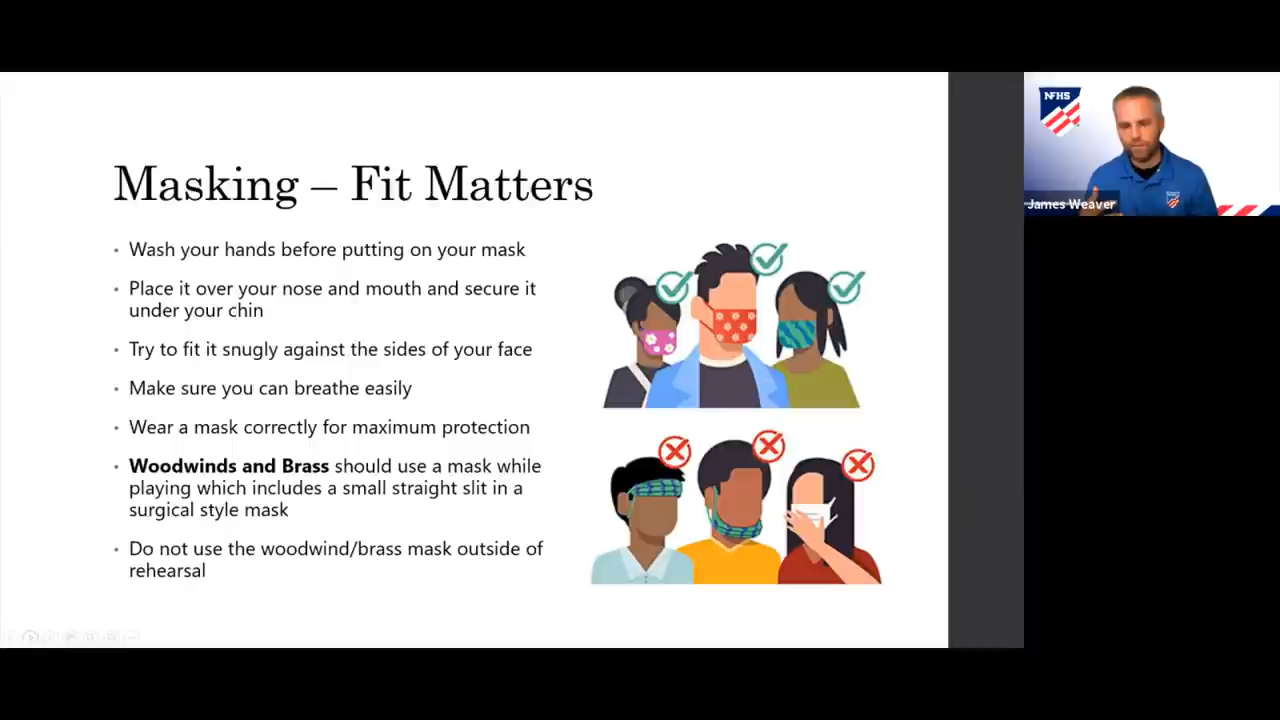 Masking – Fit Matters
• Wash your hands before putting on your mask
• Place it over your nose and mouth and secure it
under your chin
• Try to fit it snugly against the sides of your face
• Make sure you can breathe easily
• Wear a mask correctly for maximum protection
• Woodwinds and Brass should use a mask while
playing which includes a small straight slit in a
surgical style mask
• Do not use the woodwind/brass mask outside of
rehearsal
NFHS
James Weaver